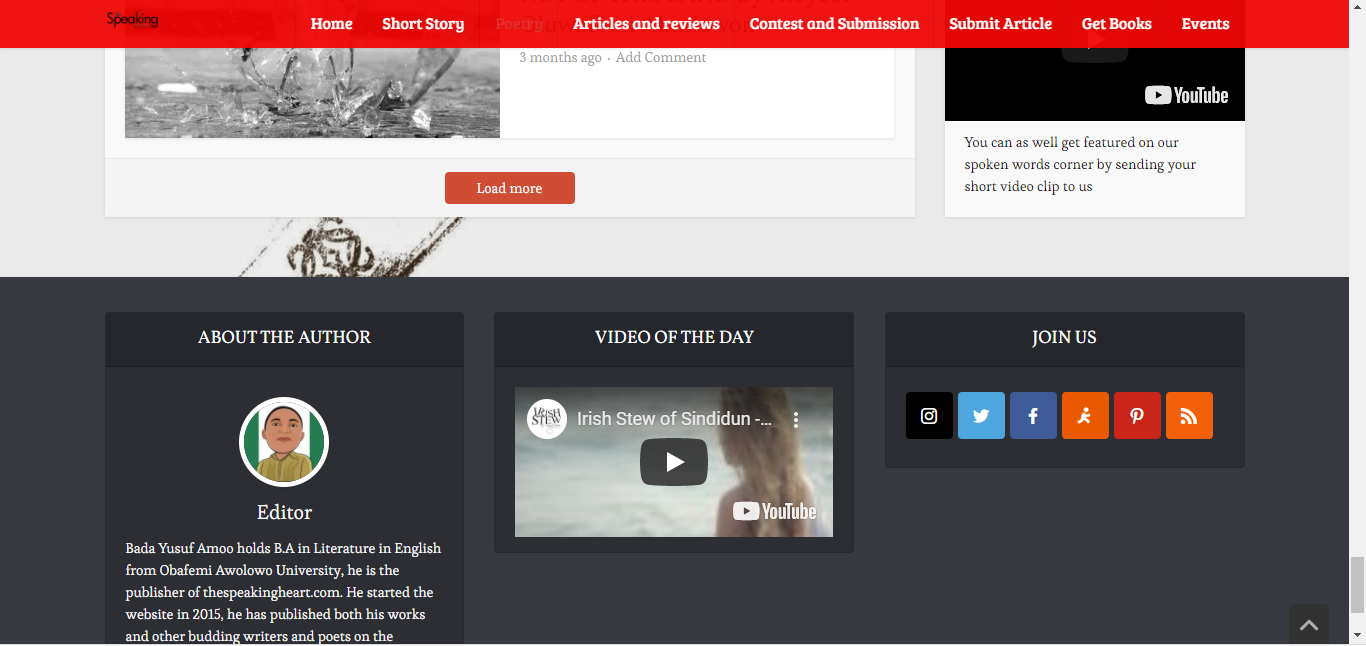 Speaking
Home
Short Story
Poetry
Articles and reviews
Contest and Submission
Submit Article
Get Books
Events
3 months ago · Add Comment
YouTube
You can as well get featured on our
spoken words corner by sending your
short video clip to us
Load more
ABOUT THE AUTHOR
Editor
Bada Yusuf Amoo holds B.A in Literature in English
from Obafemi Awolowo University, he is the
publisher of thespeakingheart.com. He started the
website in 2015, he has published both his works
and other budding writers and poets on the
VIDEO OF THE DAY
IRISH
STEW
Irish Stew of Sindidun -...
YouTube
JOIN US